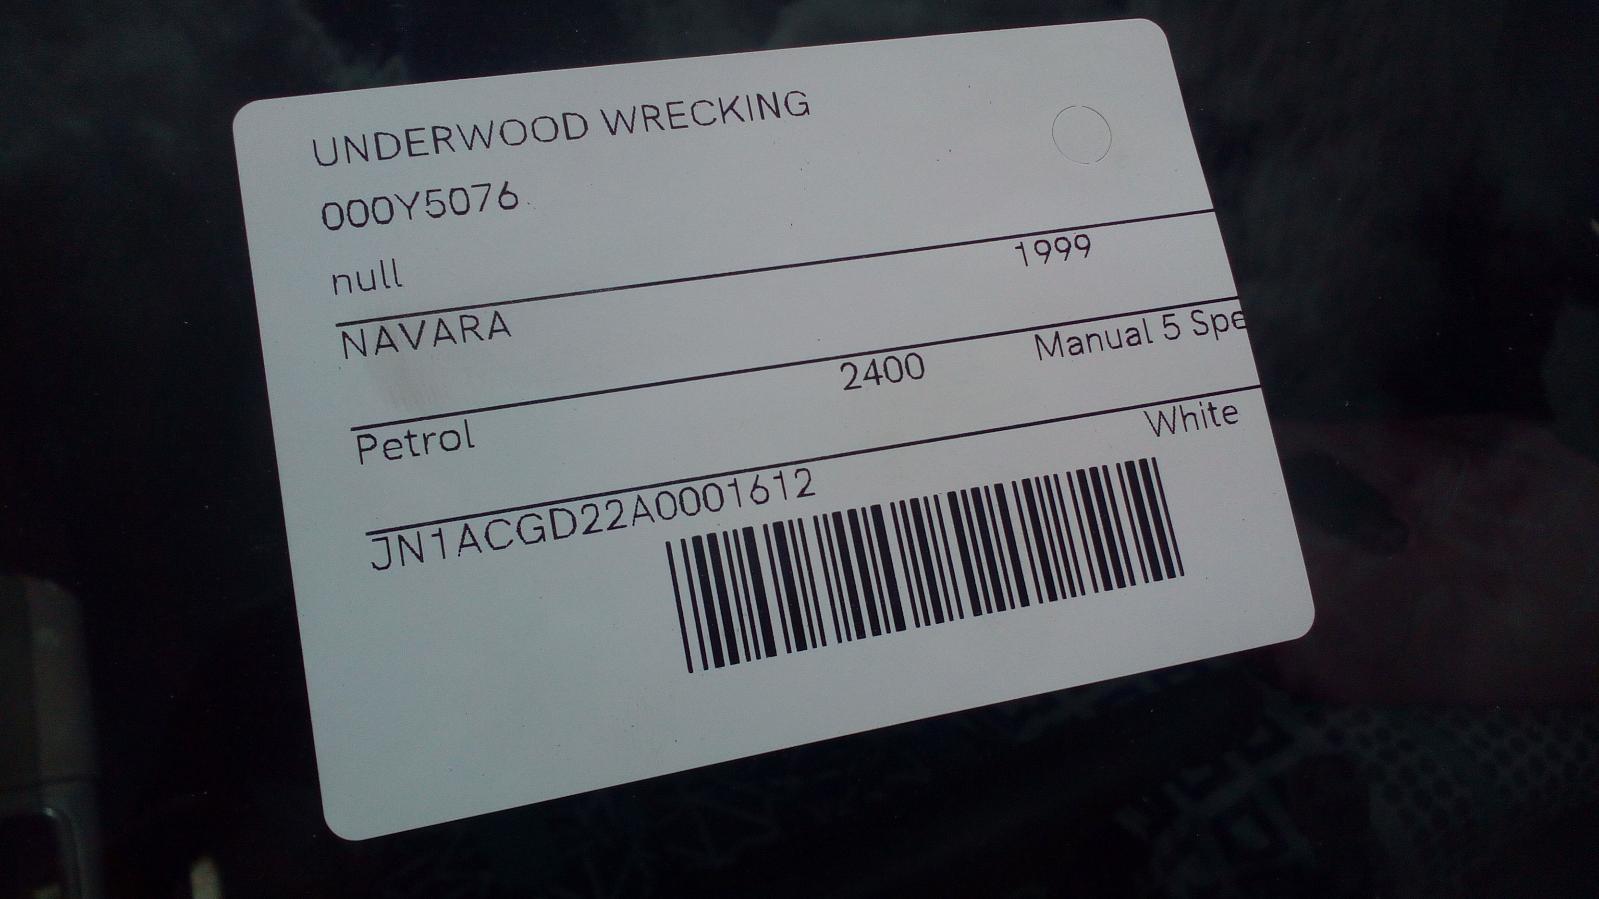 UNDERWOOD WRECKING
000Y5076
null
NAVARA 1999
Petrol 2400 Manual 5 Spe
JN1ACGD22A0001612 White